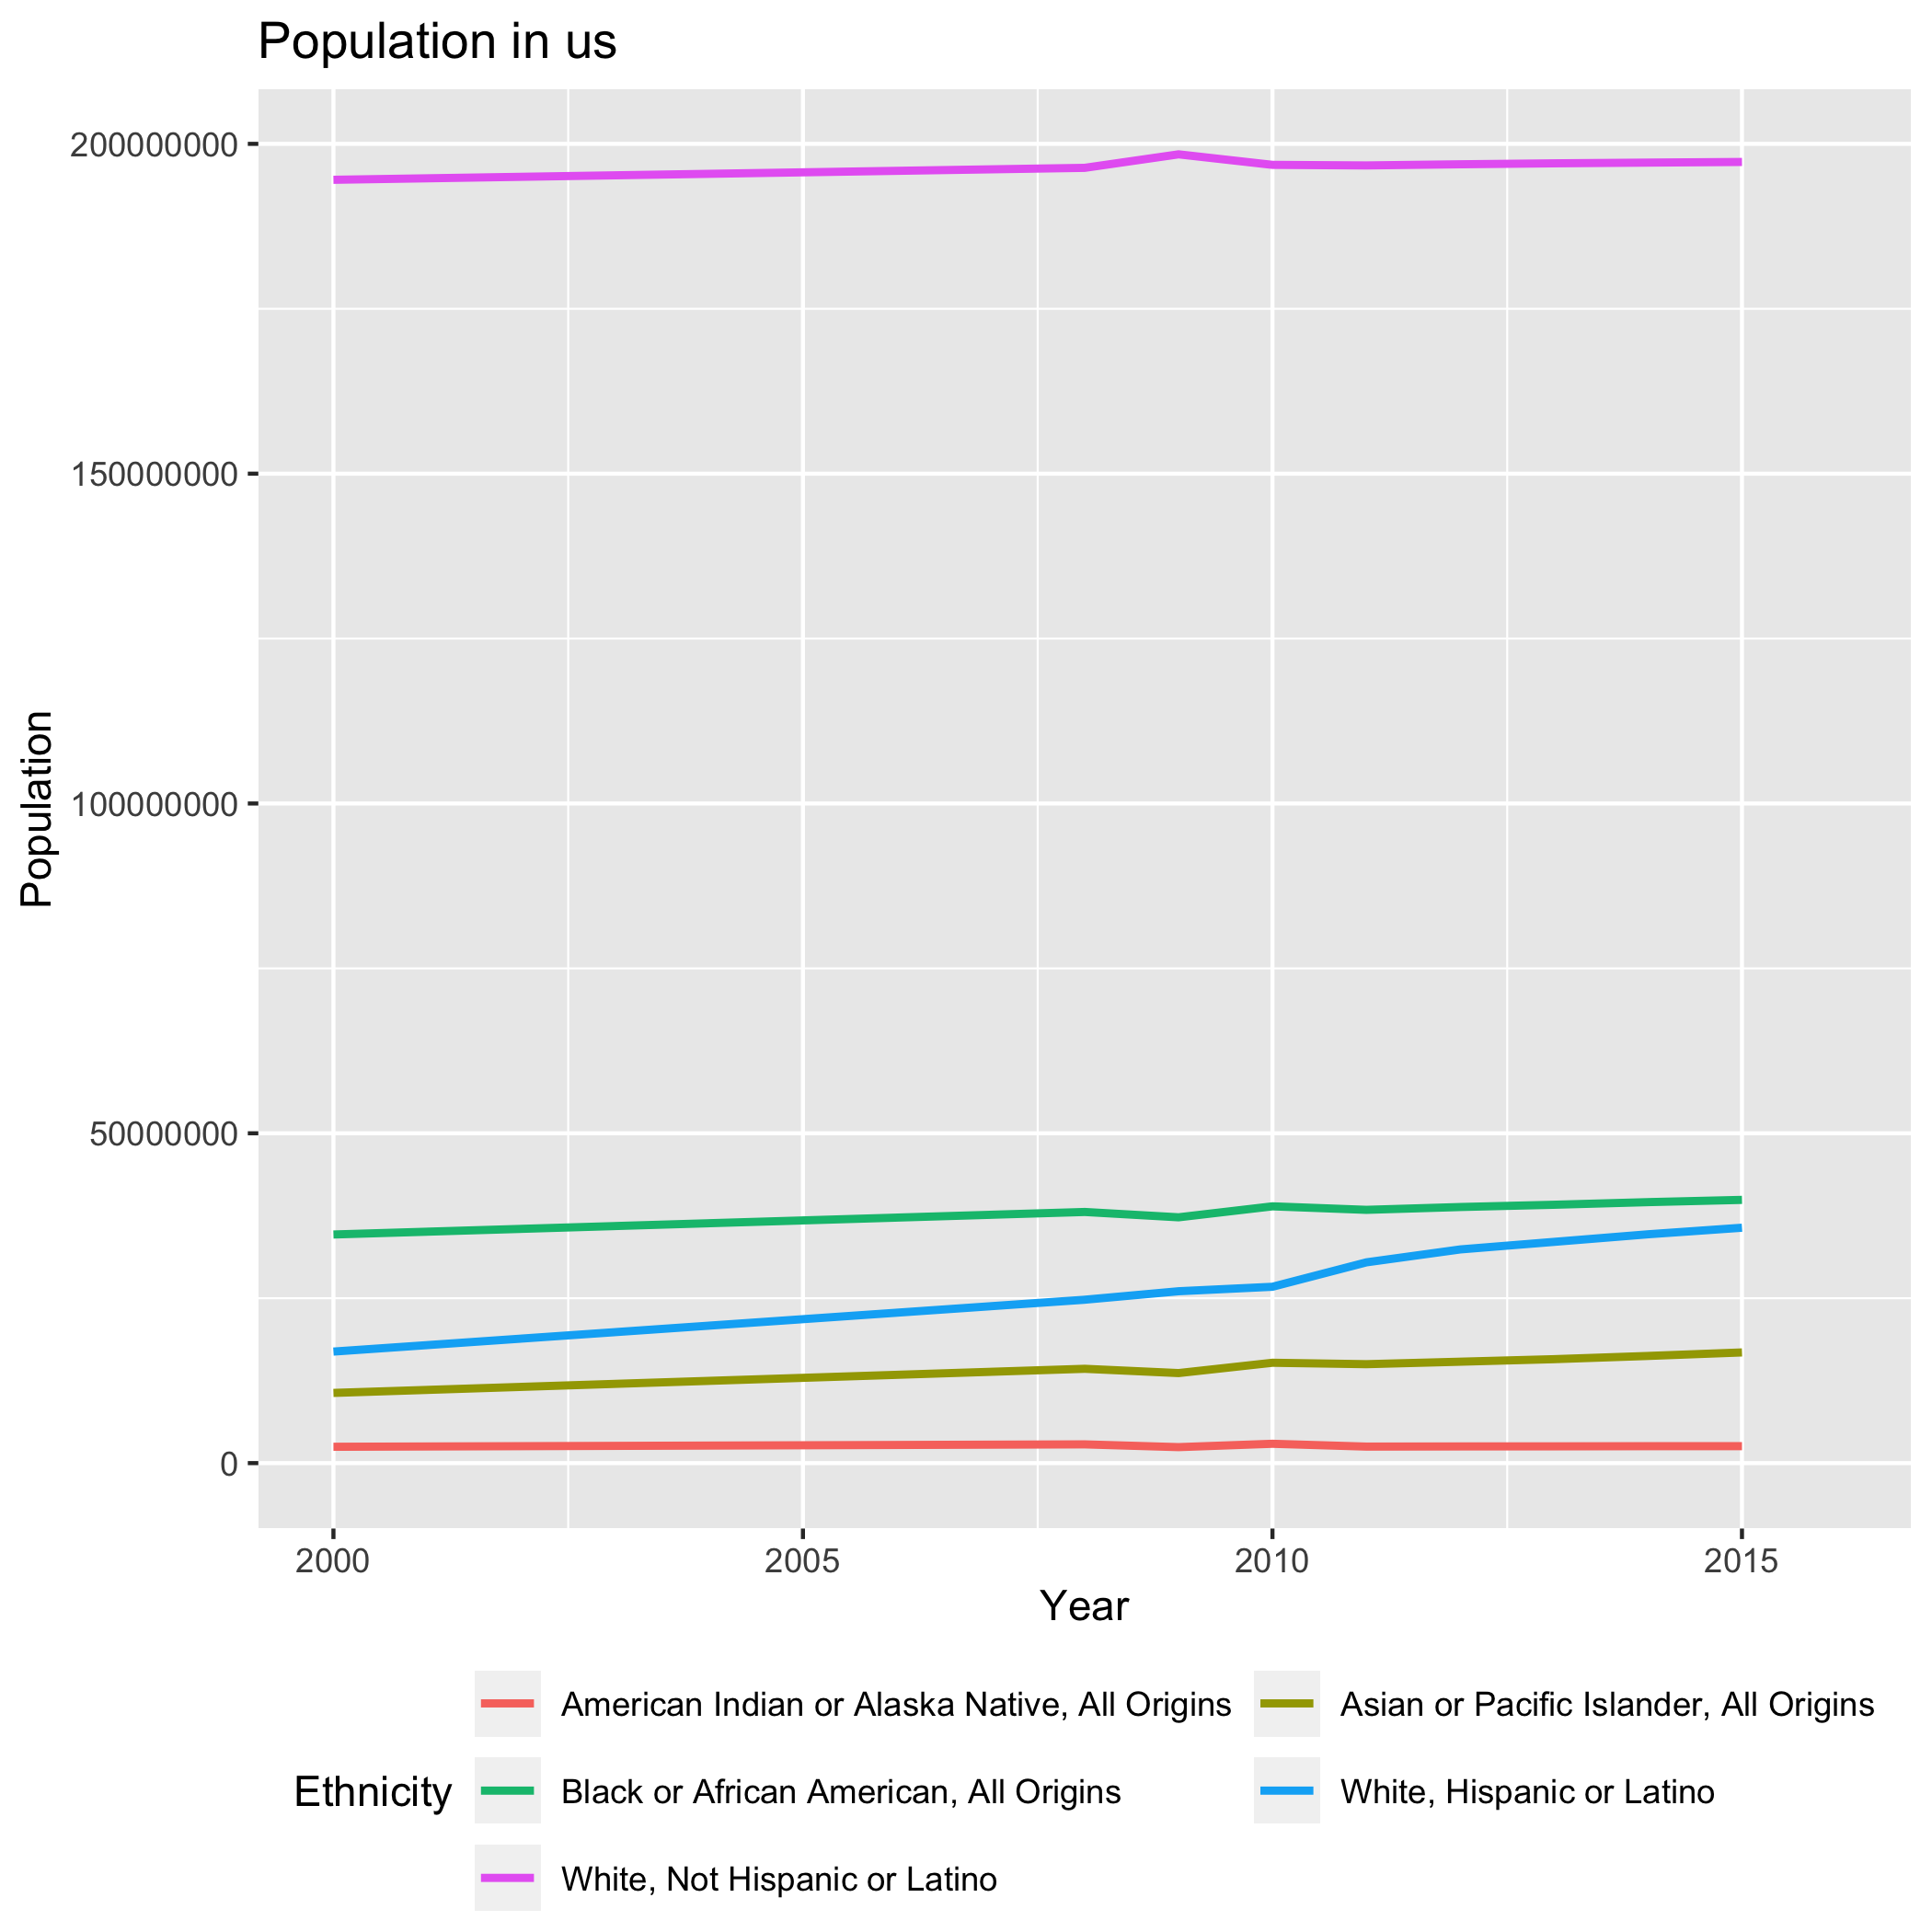 Population in us
200000000
150000000
100000000
50000000
0
Population
2000 2005 2010 2015
Year
Ethnicity
American Indian or Alaska Native, All Origins
Asian or Pacific Islander, All Origins
Black or African American, All Origins
White, Hispanic or Latino
White, Not Hispanic or Latino